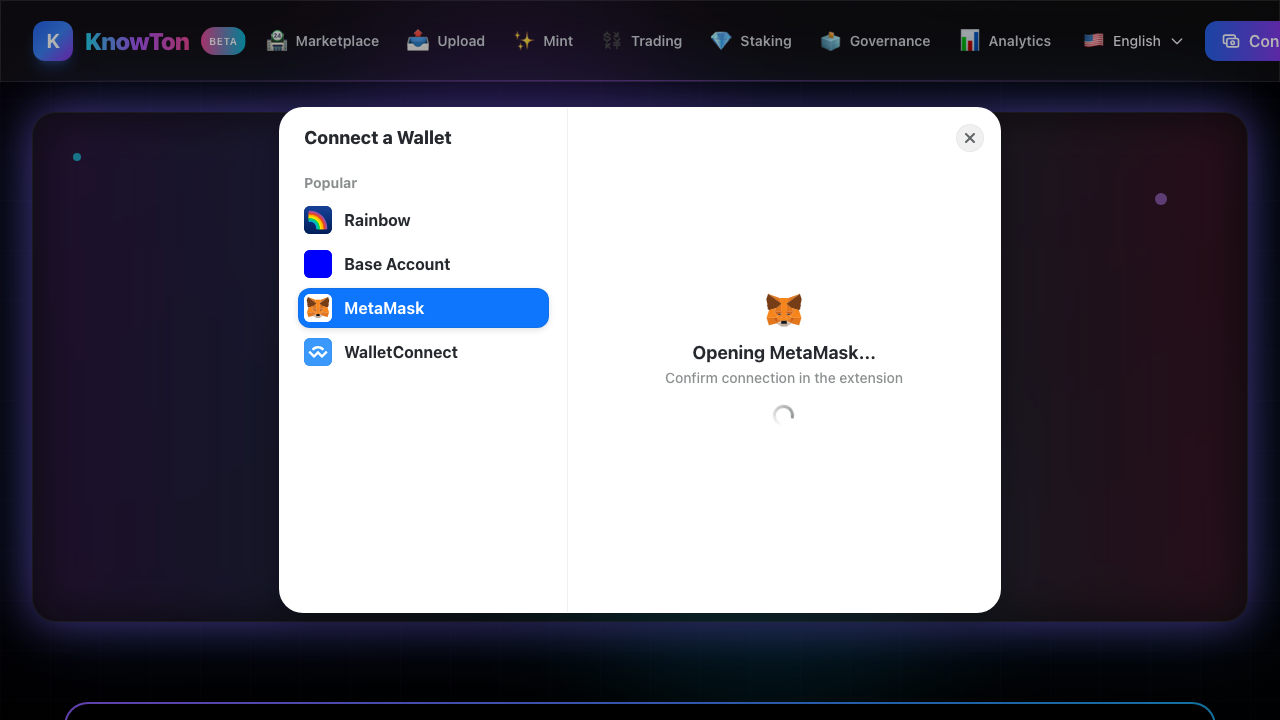 K KnowTon BETA Marketplace Upload Mint Trading Staking Governance Analytics English Con
Connect a Wallet
Popular
Rainbow
Base Account
MetaMask
WalletConnect
Opening MetaMask...
Confirm connection in the extension